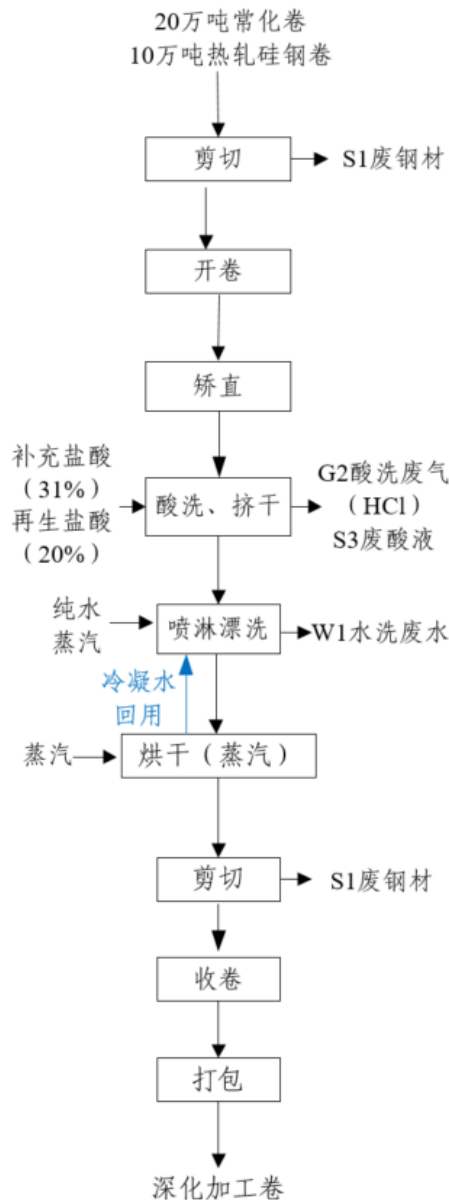 20万吨常化卷
10万吨热轧硅钢卷
剪切
S1废钢材
开卷
矫直
补充盐酸
（31%）
再生盐酸
（20%）
酸洗、挤干
G2酸洗废气
（HCl）
S3废酸液
纯水
蒸汽
喷淋漂洗
W1水洗废水
冷凝水
回用
蒸汽
烘干（蒸汽）
剪切
S1废钢材
收卷
打包
深化加工卷